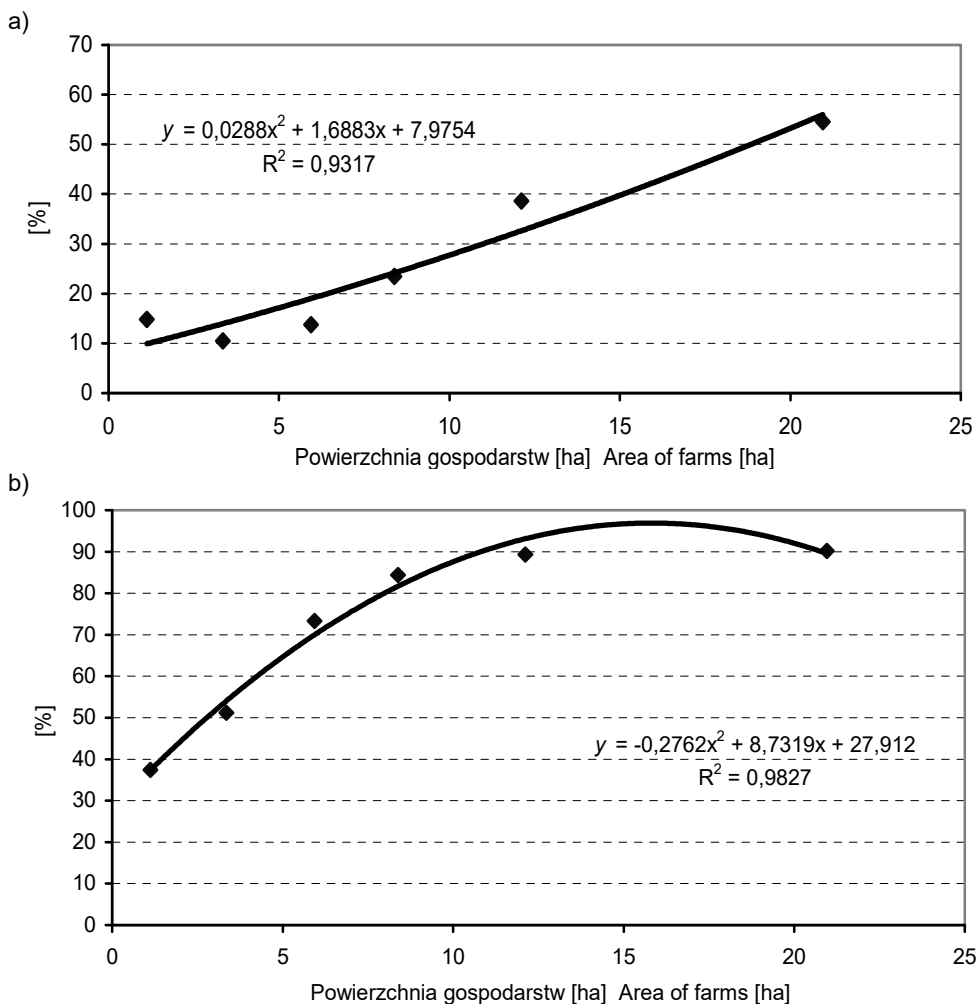 a)
70
60
50
40
30
20
10
0
[%]
y = 0,0288x² + 1,6883x + 7,9754
R² = 0,9317
0 5 10 15 20 25
Powierzchnia gospodarstw [ha] Area of farms [ha]
b)
100
90
80
70
60
50
40
30
20
10
0
[%]
y = -0,2762x² + 8,7319x + 27,912
R² = 0,9827
0 5 10 15 20 25
Powierzchnia gospodarstw [ha] Area of farms [ha]